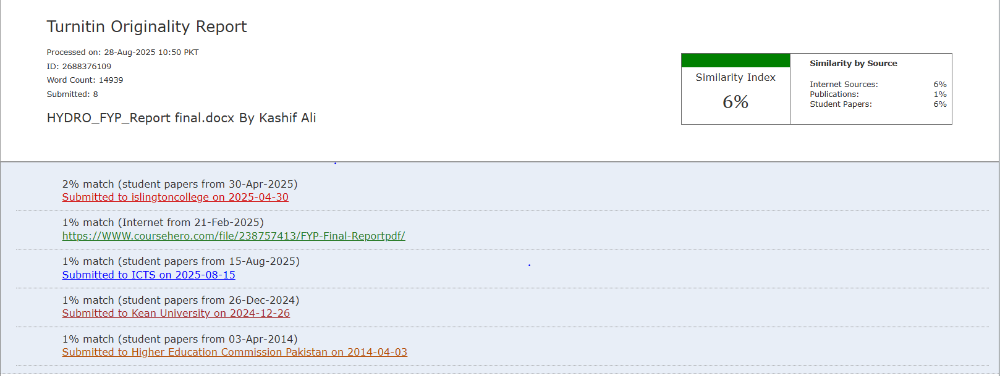 Turnitin Originality Report
Processed on: 28-Aug-2025 10:50 PKT
ID: 2688376109
Word Count: 14939
Submitted: 8
HYDRO_FYP_Report final.docx By Kashif Ali
Similarity Index
6%
Similarity by Source
Internet Sources: 6%
Publications: 1%
Student Papers: 6%
2% match (student papers from 30-Apr-2025)
Submitted to islingtoncollege on 2025-04-30
1% match (Internet from 21-Feb-2025)
https://WWW.coursehero.com/file/238757413/FYP-Final-Reportpdf/
1% match (student papers from 15-Aug-2025)
Submitted to ICTS on 2025-08-15
1% match (student papers from 26-Dec-2024)
Submitted to Kean University on 2024-12-26
1% match (student papers from 03-Apr-2014)
Submitted to Higher Education Commission Pakistan on 2014-04-03